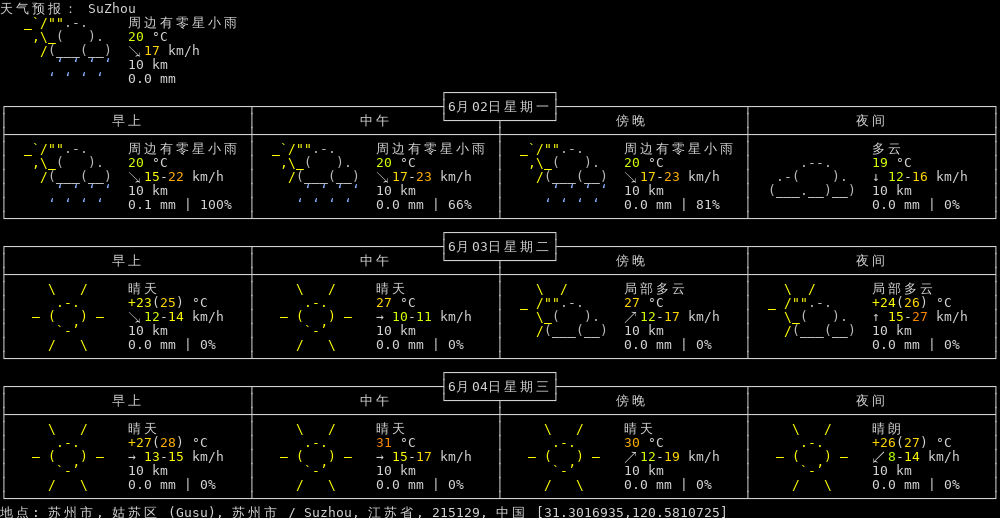 天气预报: SuZhou
周边有零星小雨
20 °C
↘17 km/h
10 km
0.0 mm
6月02日星期一
早上 中午 傍晚 夜间
周边有零星小雨 周边有零星小雨 周边有零星小雨 多云
20 °C 20 °C 20 °C 19 °C
↘15-22 km/h ↘17-23 km/h ↘17-23 km/h ↓ 12-16 km/h
10 km 10 km 10 km 10 km
0.1 mm | 100% 0.0 mm | 66% 0.0 mm | 81% 0.0 mm | 0%
6月03日星期二
早上 中午 傍晚 夜间
晴天 晴天 局部多云 局部多云
+23(25) °C 27 °C 27 °C +24(26) °C
↘12-14 km/h → 10-11 km/h ↗12-17 km/h ↑ 15-27 km/h
10 km 10 km 10 km 10 km
0.0 mm | 0% 0.0 mm | 0% 0.0 mm | 0% 0.0 mm | 0%
6月04日星期三
早上 中午 傍晚 夜间
晴天 晴天 晴天 晴朗
+27(28) °C 31 °C 30 °C +26(27) °C
→ 13-15 km/h → 15-17 km/h ↗12-19 km/h ↙8-14 km/h
10 km 10 km 10 km 10 km
0.0 mm | 0% 0.0 mm | 0% 0.0 mm | 0% 0.0 mm | 0%
地点: 苏州市, 姑苏区 (Gusu), 苏州市 / Suzhou, 江苏省, 215129, 中国 [31.3016935,120.5810725]